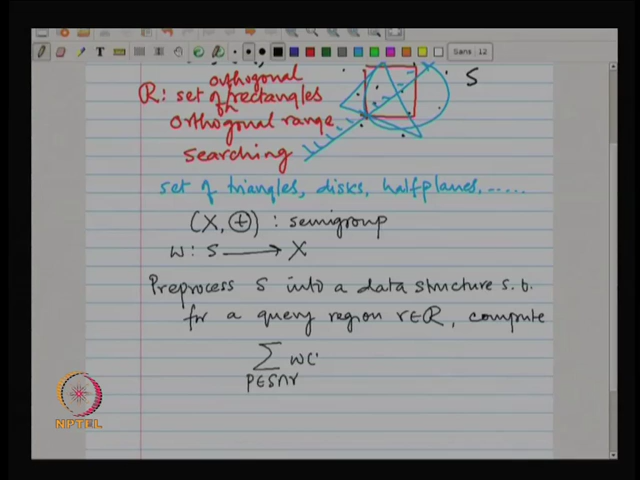 Sans 12
orthogonal
R: set of rectangles
or
orthogonal range
searching
S
set of triangles, disks, halfplanes, ......
(X, ⊕) : semigroup
w: S ⟶ X
Preprocess S into a data structure s.t.
for a query region r∈R, compute
∑ w(
p∈S∩r
NPTEL